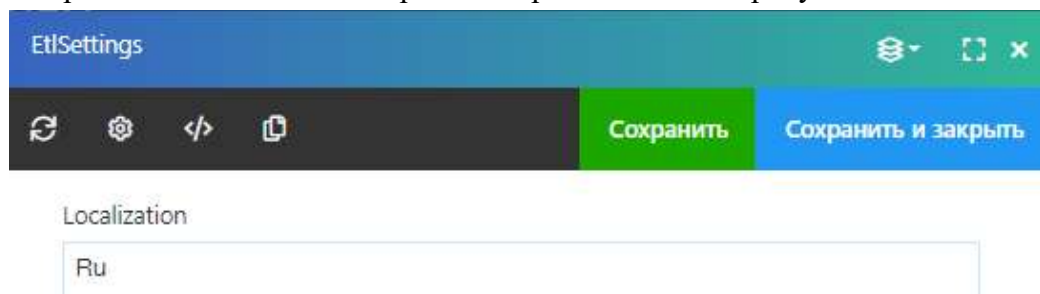 EtlSettings
Сохранить
Сохранить и закрыть
Localization
Ru